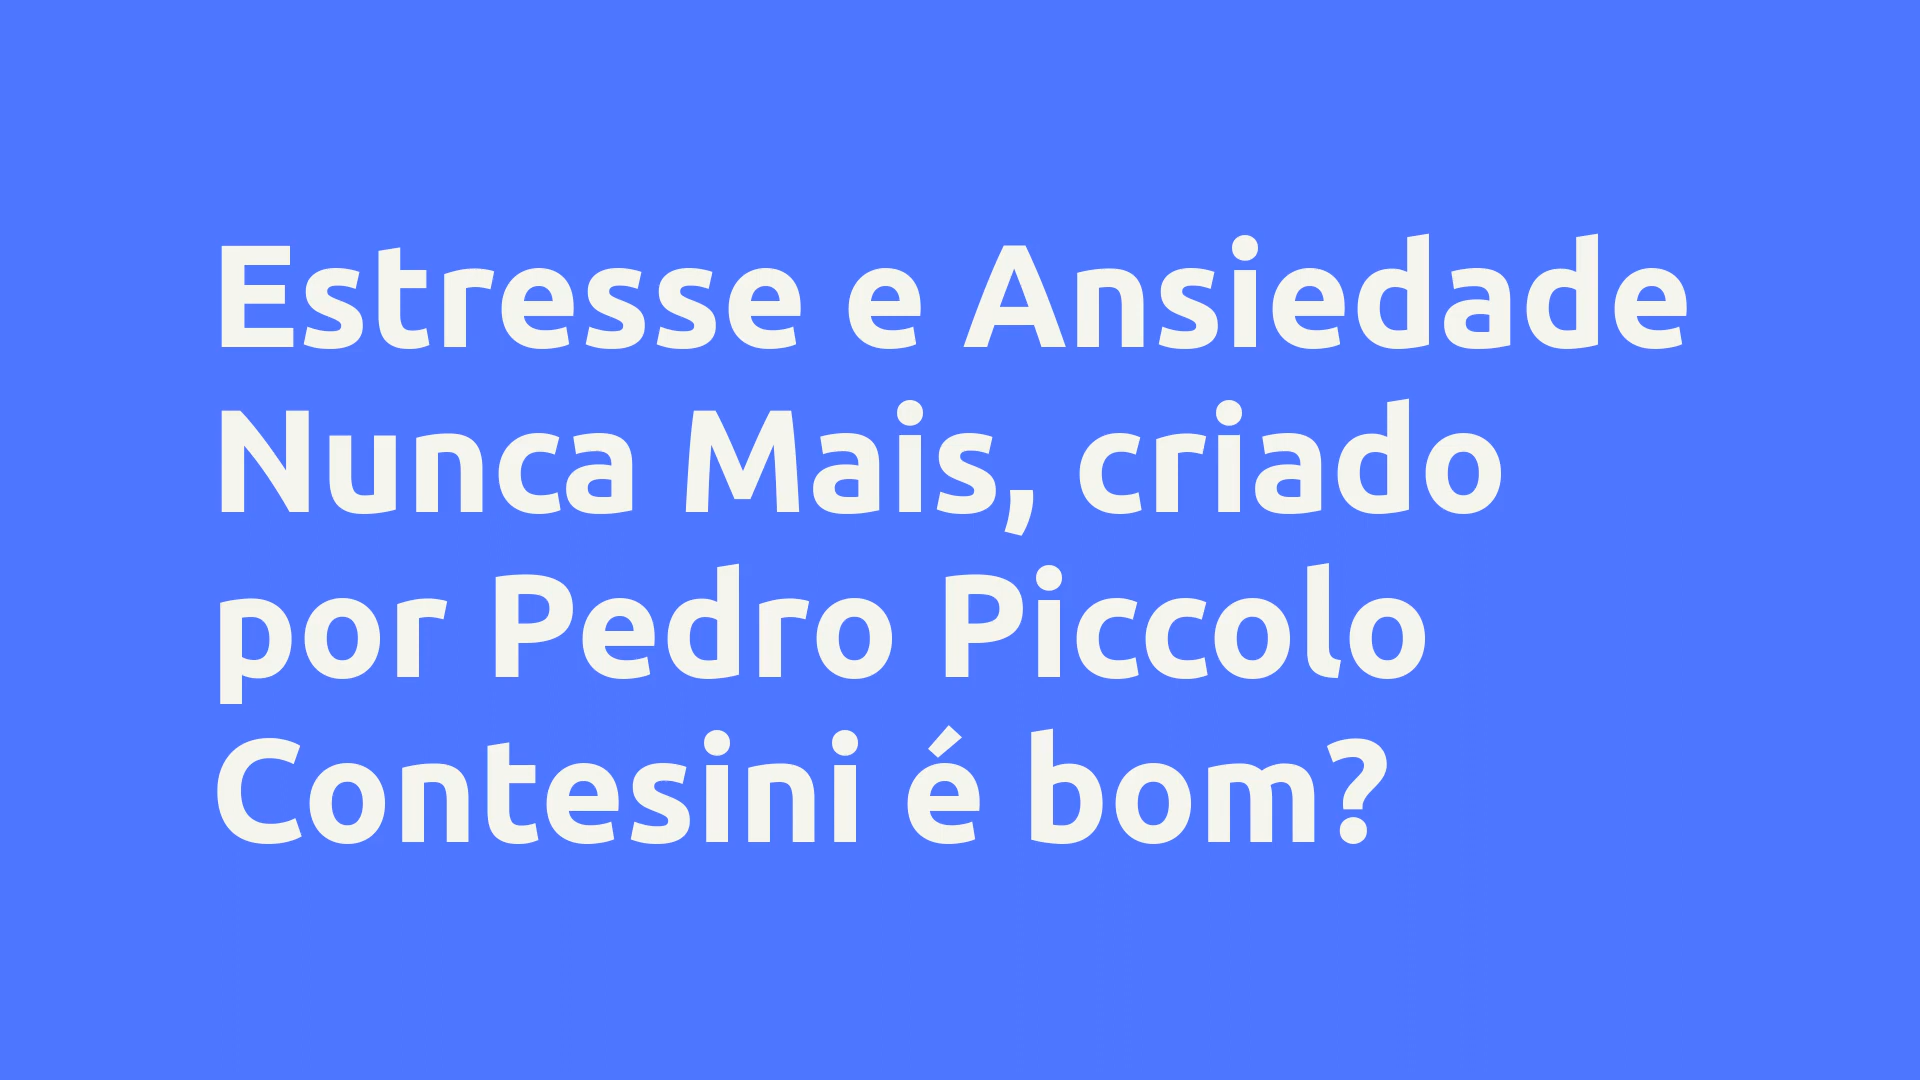 Estresse e Ansiedade
Nunca Mais, criado
por Pedro Piccolo
Contesini é bom?